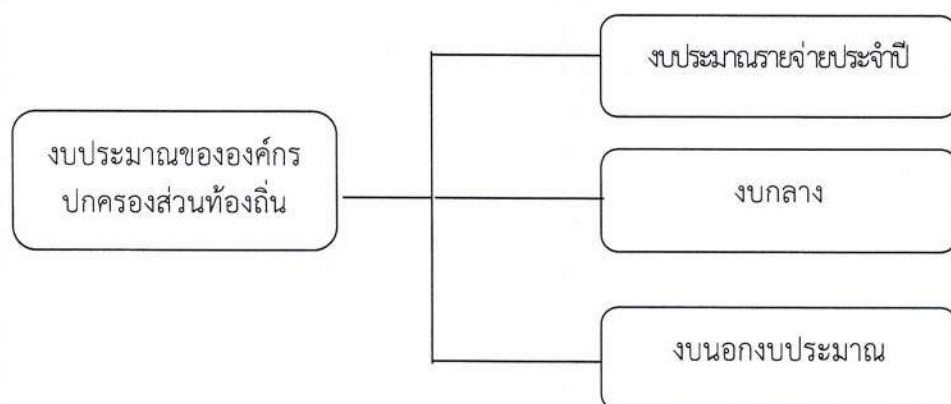 งบประมาณรายจ่ายประจำปี
งบประมาณขององค์กร
ปกครองส่วนท้องถิ่น
งบกลาง
งบนอกงบประมาณ